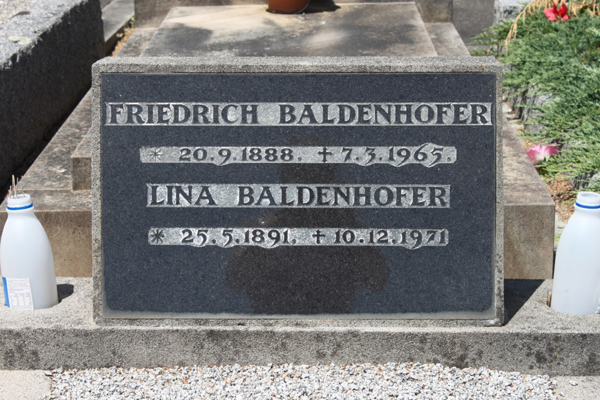 FRIEDRICH BALDENHOFER
* 20.9.1888. + 7.3.1965.
LINA BALDENHOFER
* 25.5.1891. + 10.12.1971